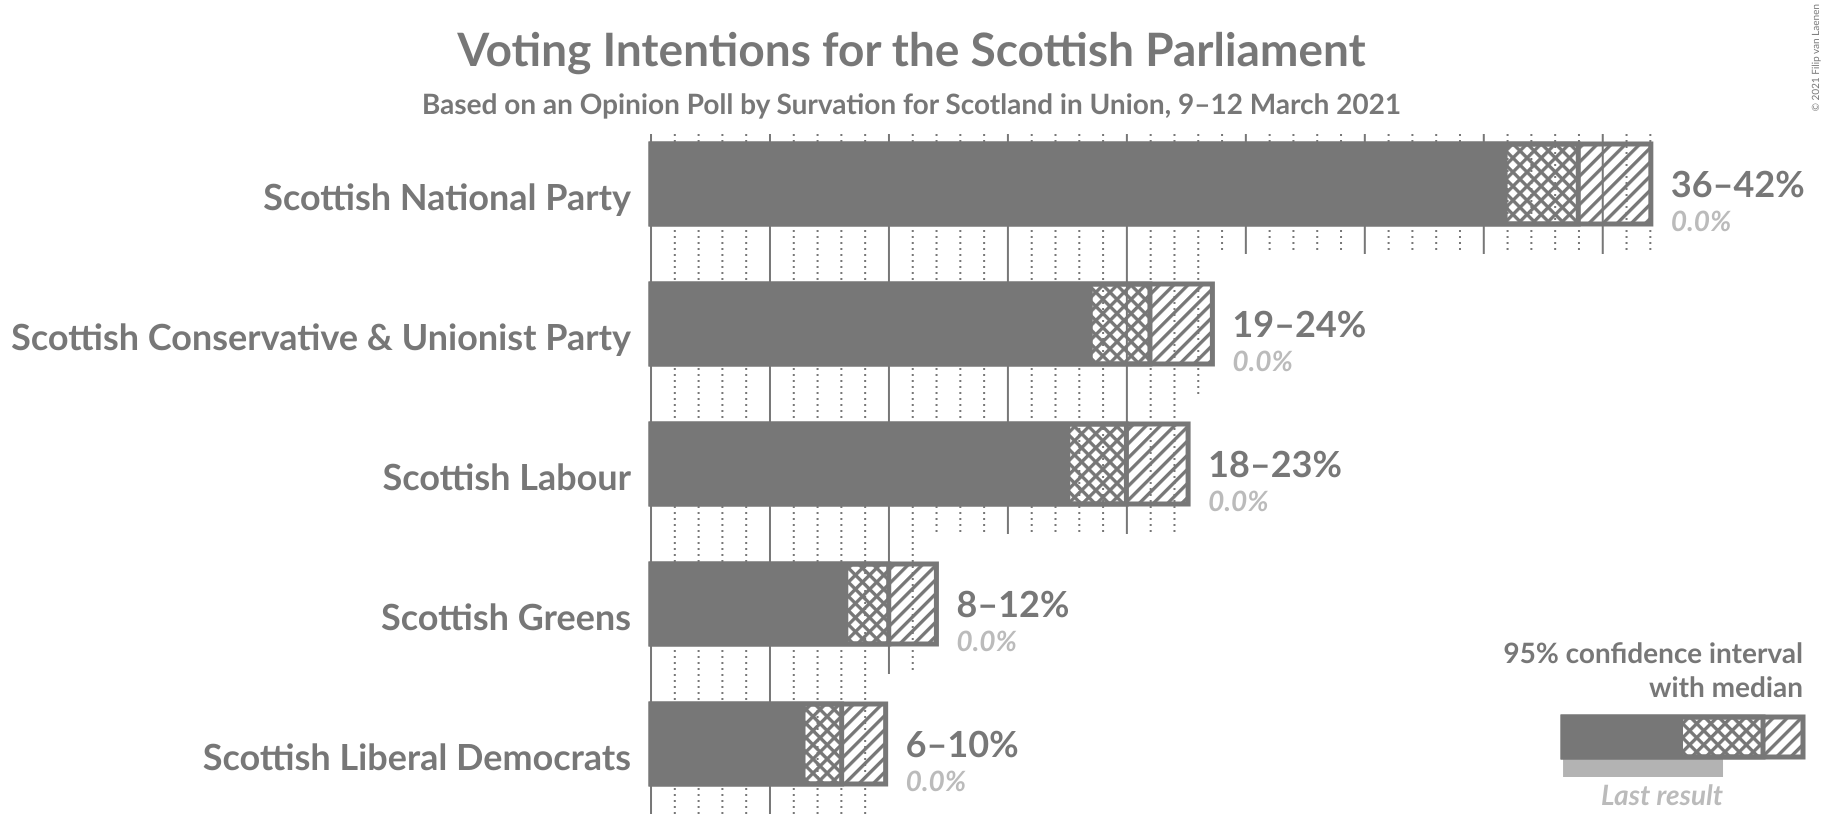 Voting Intentions for the Scottish Parliament
Based on an Opinion Poll by Survation for Scotland in Union, 9–12 March 2021
© 2021 Filip van Laenen
Scottish National Party
36–42%
0.0%
Scottish Conservative & Unionist Party
19–24%
0.0%
Scottish Labour
18–23%
0.0%
Scottish Greens
8–12%
0.0%
Scottish Liberal Democrats
6–10%
0.0%
95% confidence interval
with median
Last result